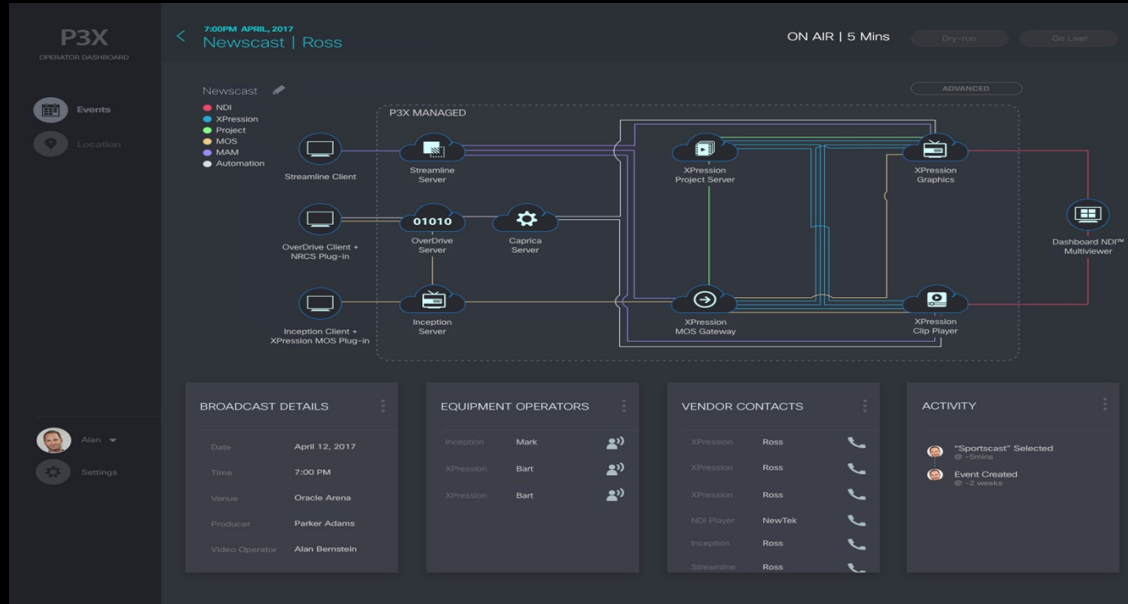 P3X
OPERATOR DASHBOARD
Events
Location
Alan
Settings
7:00PM APRIL, 2017
Newscast | Ross
ON AIR | 5 Mins
Dry-run
Go Live!
Newscast
ADVANCED
NDI
XPression
Project
MOS
MAM
Automation
P3X MANAGED
Streamline Client
Streamline
Server
XPression
Project Server
XPression
Graphics
OverDrive Client +
NRCS Plug-in
01010
OverDrive
Server
Caprica
Server
Dashboard NDI™
Multiviewer
Inception Client +
XPression MOS Plug-in
Inception
Server
XPression
MOS Gateway
XPression
Clip Player
BROADCAST DETAILS
Date April 12, 2017
Time 7:00 PM
Venue Oracle Arena
Producer Parker Adams
Video Operator Alan Bernstein
EQUIPMENT OPERATORS
Inception Mark
XPression Bart
XPression Bart
VENDOR CONTACTS
XPression Ross
XPression Ross
XPression Ross
NDI Player NewTek
Inception Ross
Streamline Ross
ACTIVITY
"Sportscast" Selected
@ -5mins
Event Created
@ -2 weeks